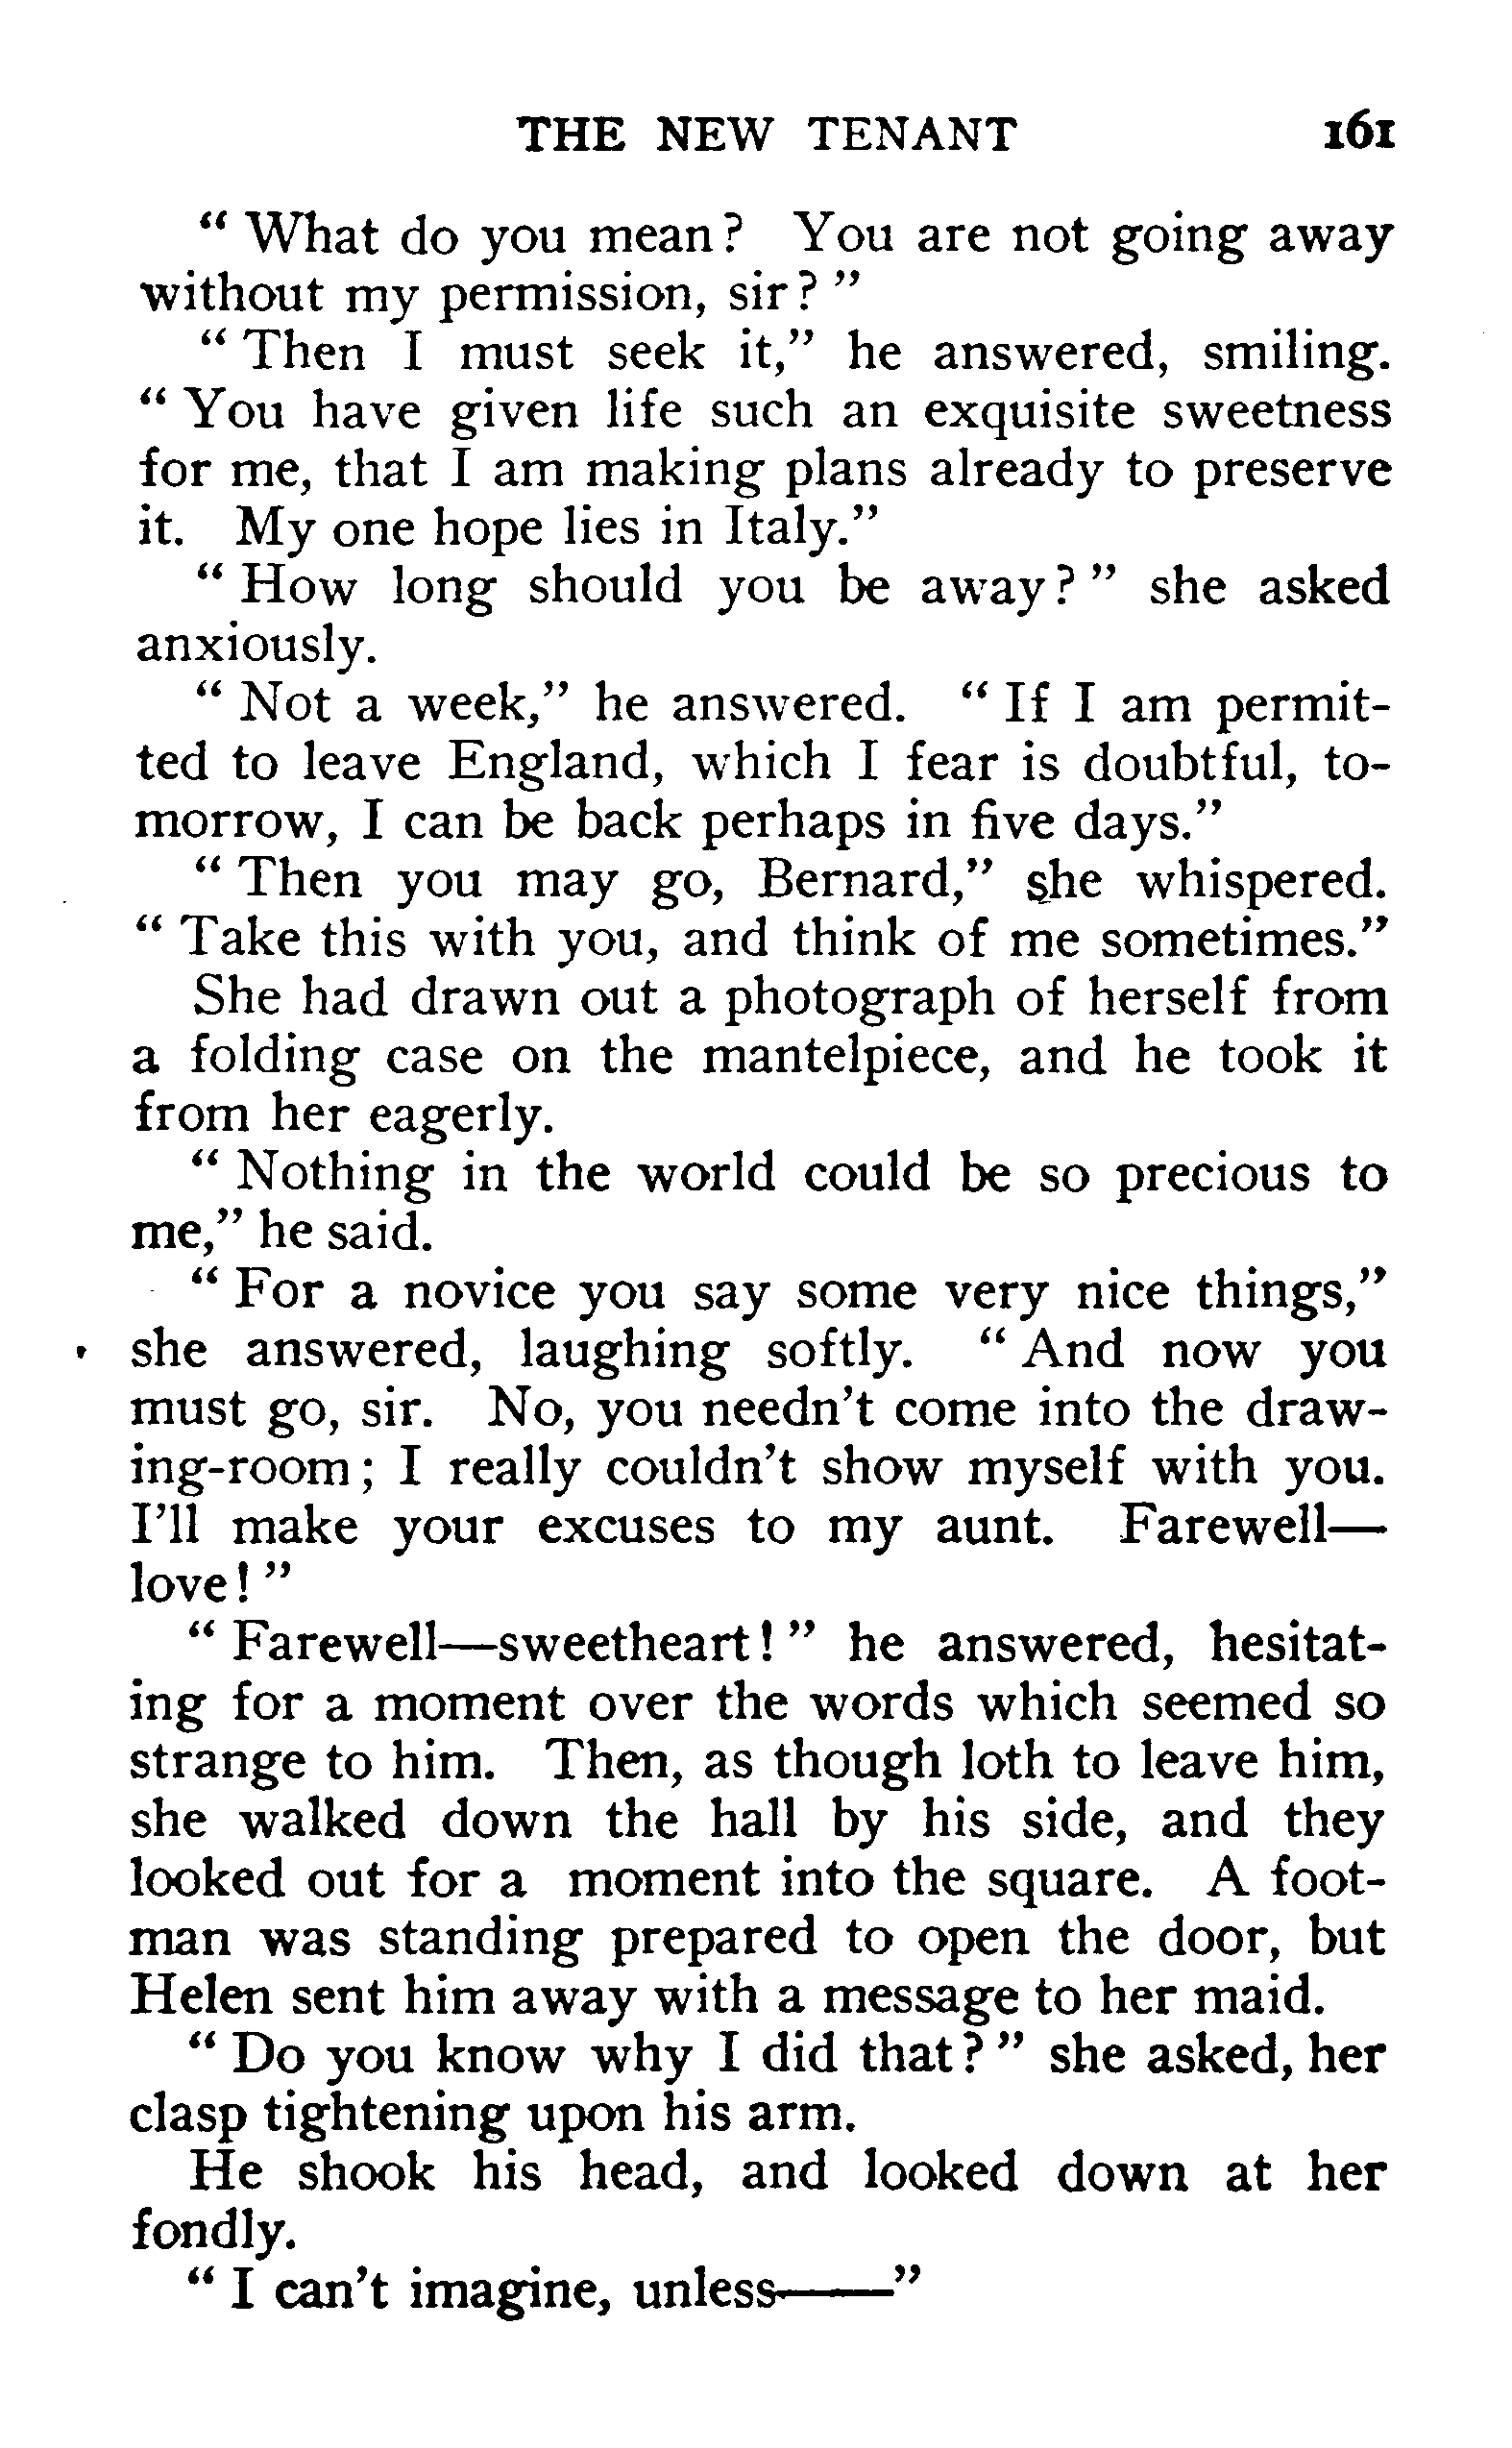 THE NEW TENANT 161
“ What do you mean? You are not going away
without my permission, sir? ”
“ Then I must seek it,” he answered, smiling.
“ You have given life such an exquisite sweetness
for me, that I am making plans already to preserve
it. My one hope lies in Italy.”
“ How long should you be away? ” she asked
anxiously.
“ Not a week,” he answered. “ If I am permit-
ted to leave England, which I fear is doubtful, to-
morrow, I can be back perhaps in five days.”
“ Then you may go, Bernard,” she whispered.
“ Take this with you, and think of me sometimes.”
She had drawn out a photograph of herself from
a folding case on the mantelpiece, and he took it
from her eagerly.
“ Nothing in the world could be so precious to
me,” he said.
“ For a novice you say some very nice things,”
she answered, laughing softly. “ And now you
must go, sir. No, you needn’t come into the draw-
ing-room; I really couldn’t show myself with you.
I’ll make your excuses to my aunt. Farewell—
love! ”
“ Farewell—sweetheart! ” he answered, hesitat-
ing for a moment over the words which seemed so
strange to him. Then, as though loth to leave him,
she walked down the hall by his side, and they
looked out for a moment into the square. A foot-
man was standing prepared to open the door, but
Helen sent him away with a message to her maid.
“ Do you know why I did that? ” she asked, her
clasp tightening upon his arm.
He shook his head, and looked down at her
fondly.
“ I can’t imagine, unless——”